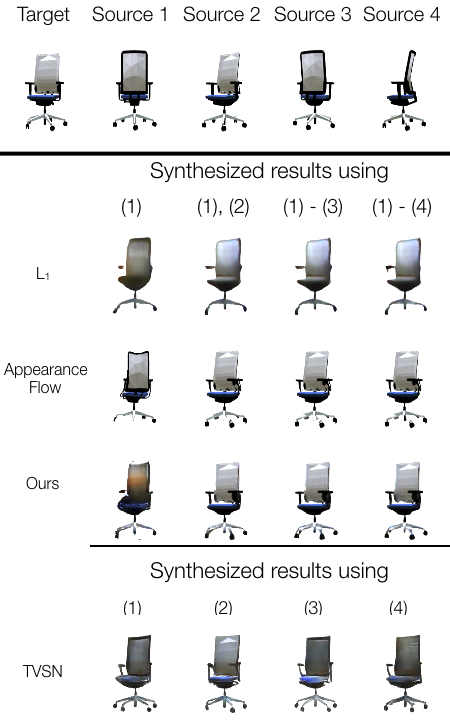 Target Source 1 Source 2 Source 3 Source 4
Synthesized results using
(1) (1), (2) (1) - (3) (1) - (4)
L₁
Appearance
Flow
Ours
Synthesized results using
(1) (2) (3) (4)
TVSN